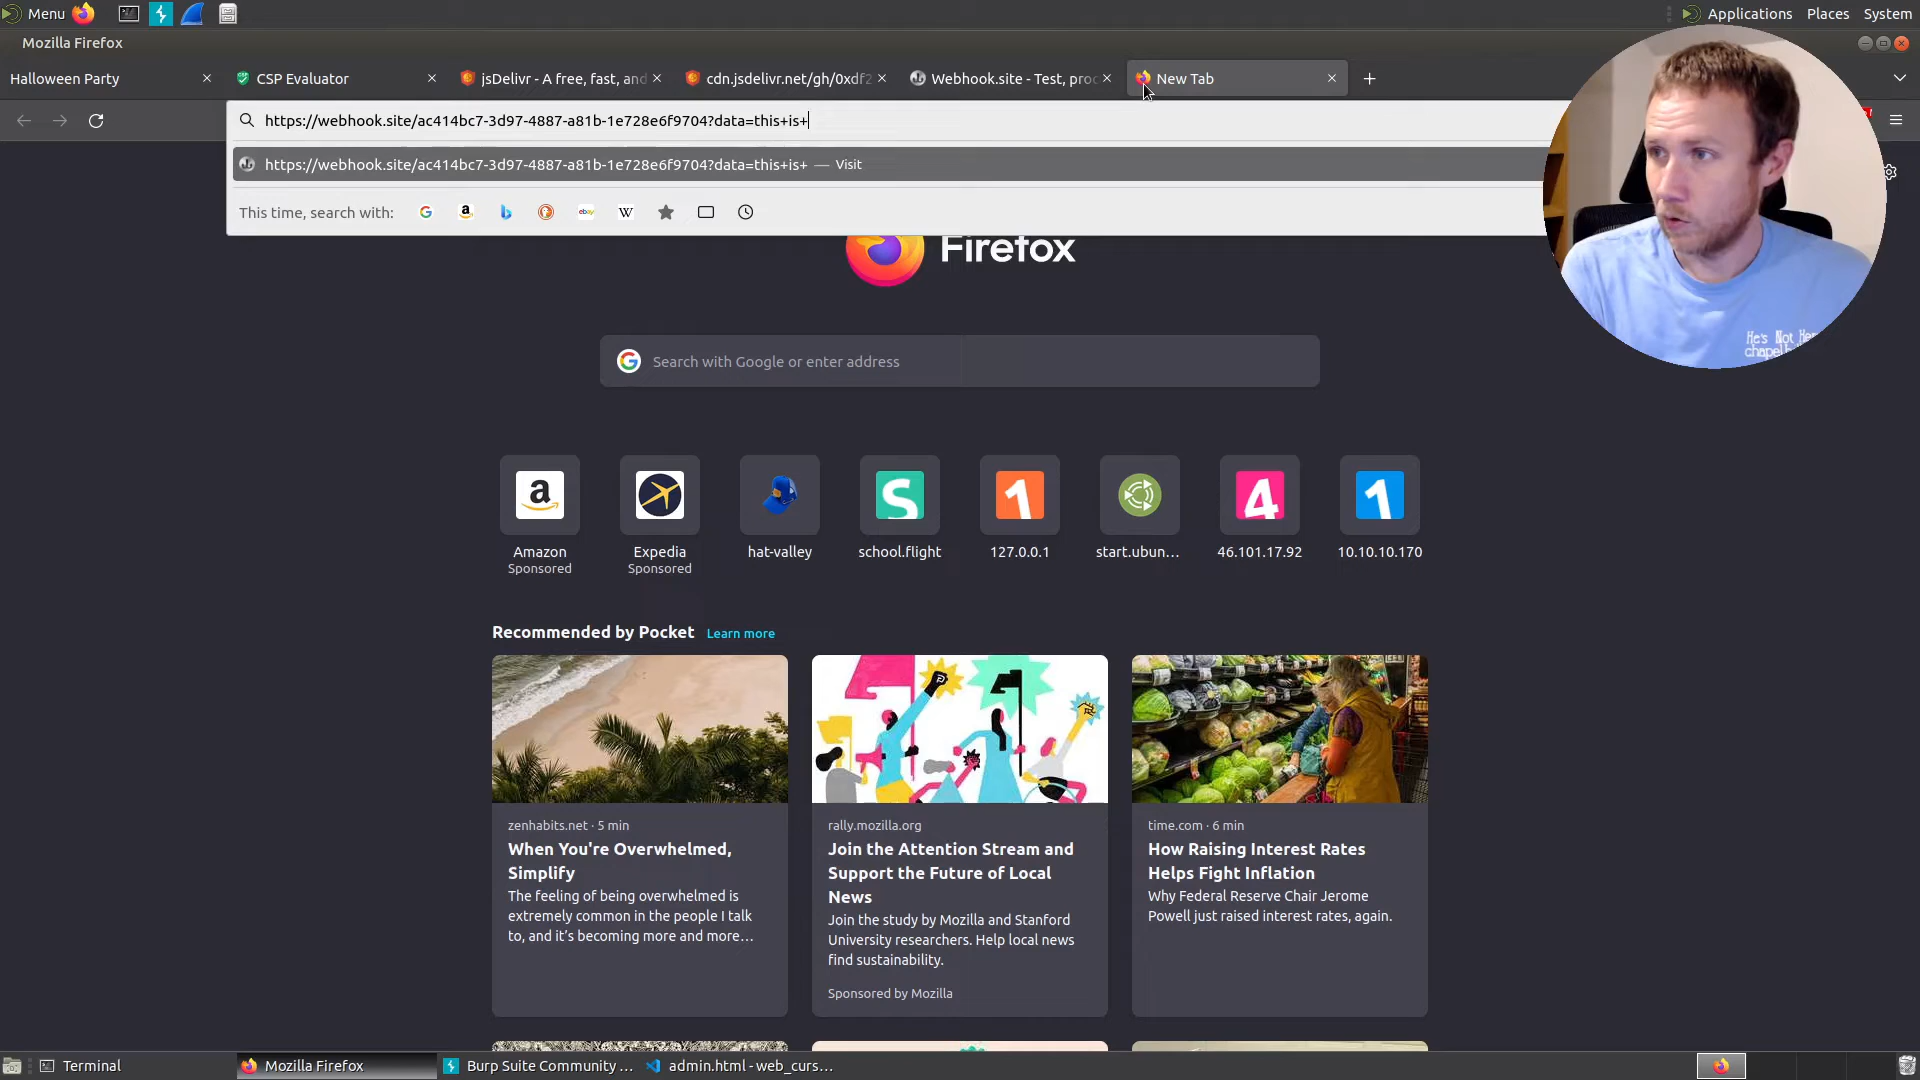 Menu
Applications Places System
Mozilla Firefox
Halloween Party
CSP Evaluator
jsDelivr - A free, fast, and
cdn.jsdelivr.net/gh/0xdf2
Webhook.site - Test, proc
New Tab
https://webhook.site/ac414bc7-3d97-4887-a81b-1e728e6f9704?data=this+is+
https://webhook.site/ac414bc7-3d97-4887-a81b-1e728e6f9704?data=this+is+ — Visit
This time, search with:
Firefox
Search with Google or enter address
Amazon
Sponsored
Expedia
Sponsored
hat-valley
school.flight
127.0.0.1
start.ubun...
46.101.17.92
10.10.10.170
Recommended by Pocket Learn more
zenhabits.net · 5 min
When You're Overwhelmed,
Simplify
The feeling of being overwhelmed is
extremely common in the people I talk
to, and it's becoming more and more...
rally.mozilla.org
Join the Attention Stream and
Support the Future of Local
News
Join the study by Mozilla and Stanford
University researchers. Help local news
find sustainability.
Sponsored by Mozilla
time.com · 6 min
How Raising Interest Rates
Helps Fight Inflation
Why Federal Reserve Chair Jerome
Powell just raised interest rates, again.
He's Not Her
chapelh
Terminal
Mozilla Firefox
Burp Suite Community ...
admin.html - web_curs...